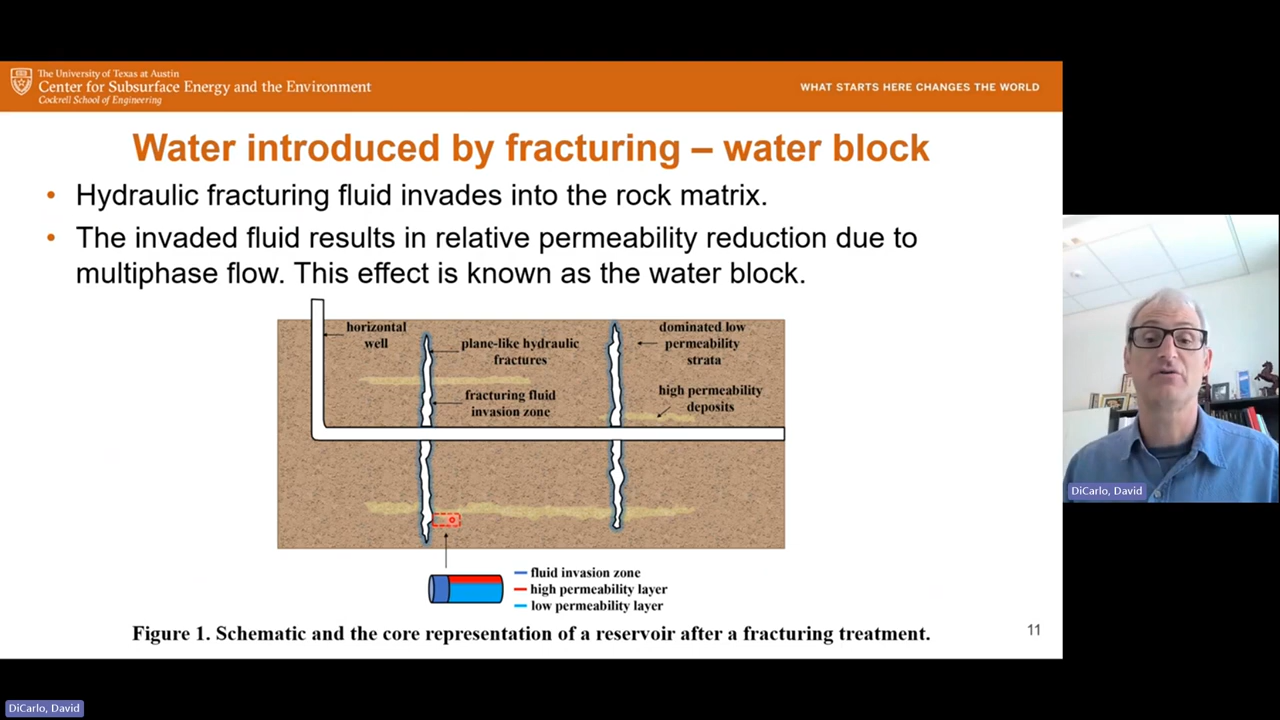 The University of Texas at Austin
Center for Subsurface Energy and the Environment
Cockrell School of Engineering
WHAT STARTS HERE CHANGES THE WORLD
Water introduced by fracturing – water block
• Hydraulic fracturing fluid invades into the rock matrix.
• The invaded fluid results in relative permeability reduction due to
multiphase flow. This effect is known as the water block.
horizontal
well
plane-like hydraulic
fractures
fracturing fluid
invasion zone
dominated low
permeability
strata
high permeability
deposits
fluid invasion zone
high permeability layer
low permeability layer
Figure 1. Schematic and the core representation of a reservoir after a fracturing treatment.
11
DiCarlo, David
DiCarlo, David